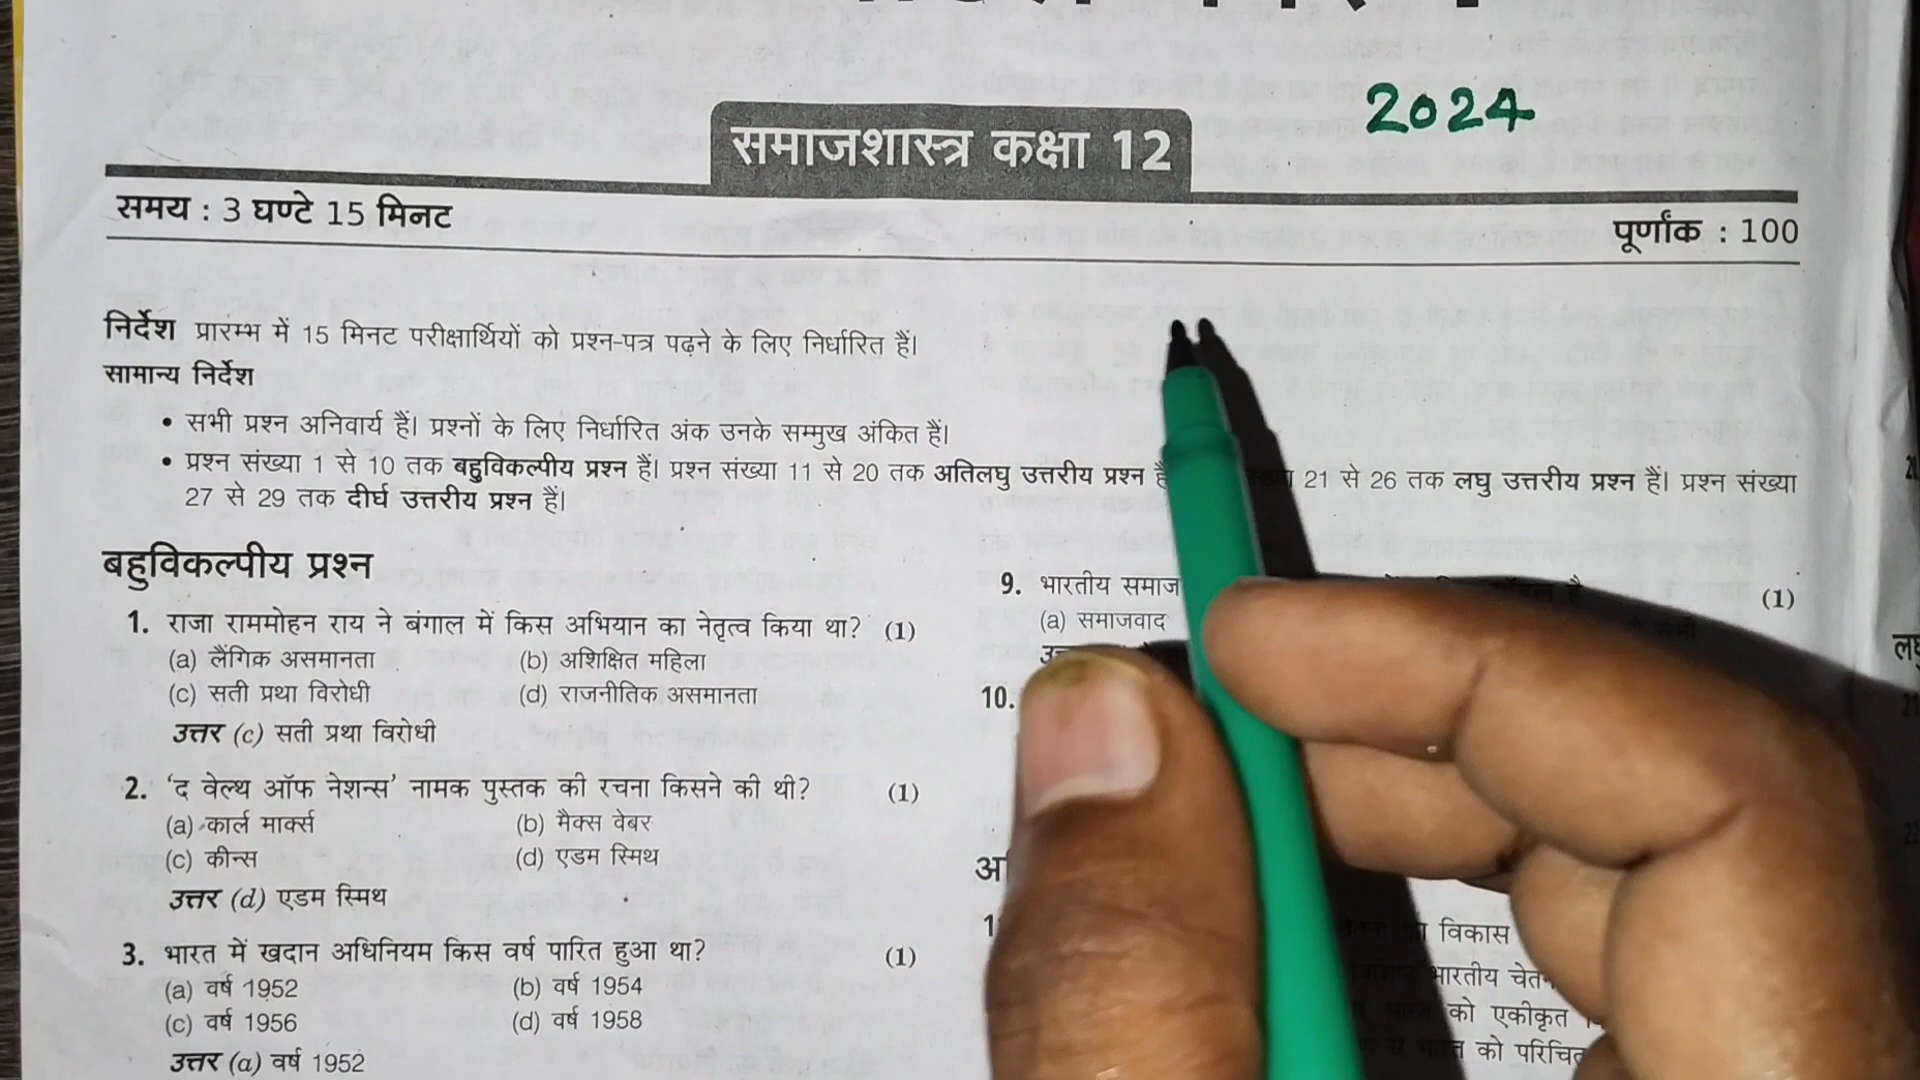 2024
समाजशास्त्र कक्षा 12
समय : 3 घण्टे 15 मिनट
पूर्णांक : 100
निर्देश प्रारम्भ में 15 मिनट परीक्षार्थियों को प्रश्न-पत्र पढ़ने के लिए निर्धारित हैं।
सामान्य निर्देश
• सभी प्रश्न अनिवार्य हैं। प्रश्नों के लिए निर्धारित अंक उनके सम्मुख अंकित हैं।
• प्रश्न संख्या 1 से 10 तक बहुविकल्पीय प्रश्न हैं। प्रश्न संख्या 11 से 20 तक अतिलघु उत्तरीय प्रश्न 21 से 26 तक लघु उत्तरीय प्रश्न हैं। प्रश्न संख्या
27 से 29 तक दीर्घ उत्तरीय प्रश्न हैं।
बहुविकल्पीय प्रश्न
1. राजा राममोहन राय ने बंगाल में किस अभियान का नेतृत्व किया था? (1)
(a) लैंगिक असमानता (b) अशिक्षित महिला
(c) सती प्रथा विरोधी (d) राजनीतिक असमानता
उत्तर (c) सती प्रथा विरोधी
2. ‘द वेल्थ ऑफ नेशन्स’ नामक पुस्तक की रचना किसने की थी? (1)
(a) कार्ल मार्क्स (b) मैक्स वेबर
(c) कीन्स (d) एडम स्मिथ
उत्तर (d) एडम स्मिथ
3. भारत में खदान अधिनियम किस वर्ष पारित हुआ था? (1)
(a) वर्ष 1952 (b) वर्ष 1954
(c) वर्ष 1956 (d) वर्ष 1958
उत्तर (a) वर्ष 1952
9. भारतीय समाज (1)
(a) समाजवाद
10.
विकास
भारतीय
को एकीकृत
को